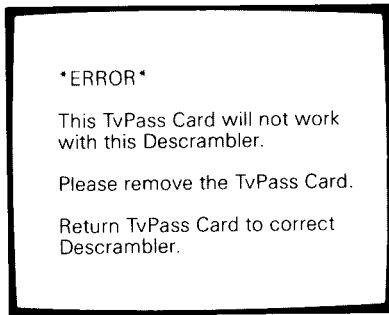 *ERROR*
This TvPass Card will not work
with this Descrambler.
Please remove the TvPass Card.
Return TvPass Card to correct
Descrambler.